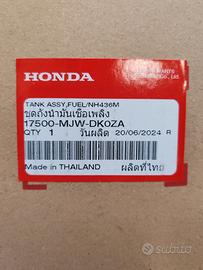 HONDA
TANK ASSY,FUEL/NH436M
ชุดถังน้ำมันเชื้อเพลิง
17500-MJW-DK0ZA
QTY 1 วันผลิต 20/06/2024 R
Made in THAILAND ผลิตที่ไทย
subito